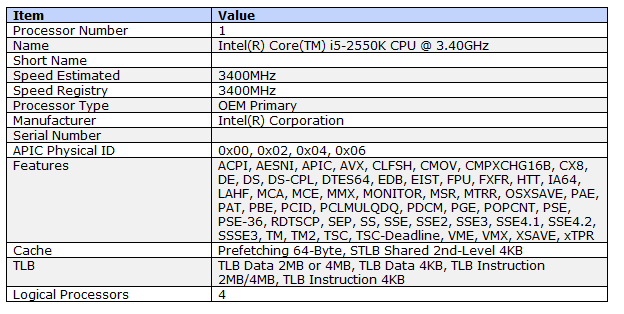 Item Value
Processor Number 1
Name Intel(R) Core(TM) i5-2550K CPU @ 3.40GHz
Short Name
Speed Estimated 3400MHz
Speed Registry 3400MHz
Processor Type OEM Primary
Manufacturer Intel(R) Corporation
Serial Number
APIC Physical ID 0x00, 0x02, 0x04, 0x06
Features ACPI, AESNI, APIC, AVX, CLFSH, CMOV, CMPXCHG16B, CX8,
DE, DS, DS-CPL, DTES64, EDB, EIST, FPU, FXFR, HTT, IA64,
LAHF, MCA, MCE, MMX, MONITOR, MSR, MTRR, OSXSAVE, PAE,
PAT, PBE, PCID, PCLMULQDQ, PDCM, PGE, POPCNT, PSE,
PSE-36, RDTSCP, SEP, SS, SSE, SSE2, SSE3, SSE4.1, SSE4.2,
SSSE3, TM, TM2, TSC, TSC-Deadline, VME, VMX, XSAVE, xTPR
Cache Prefetching 64-Byte, STLB Shared 2nd-Level 4KB
TLB TLB Data 2MB or 4MB, TLB Data 4KB, TLB Instruction
2MB/4MB, TLB Instruction 4KB
Logical Processors 4